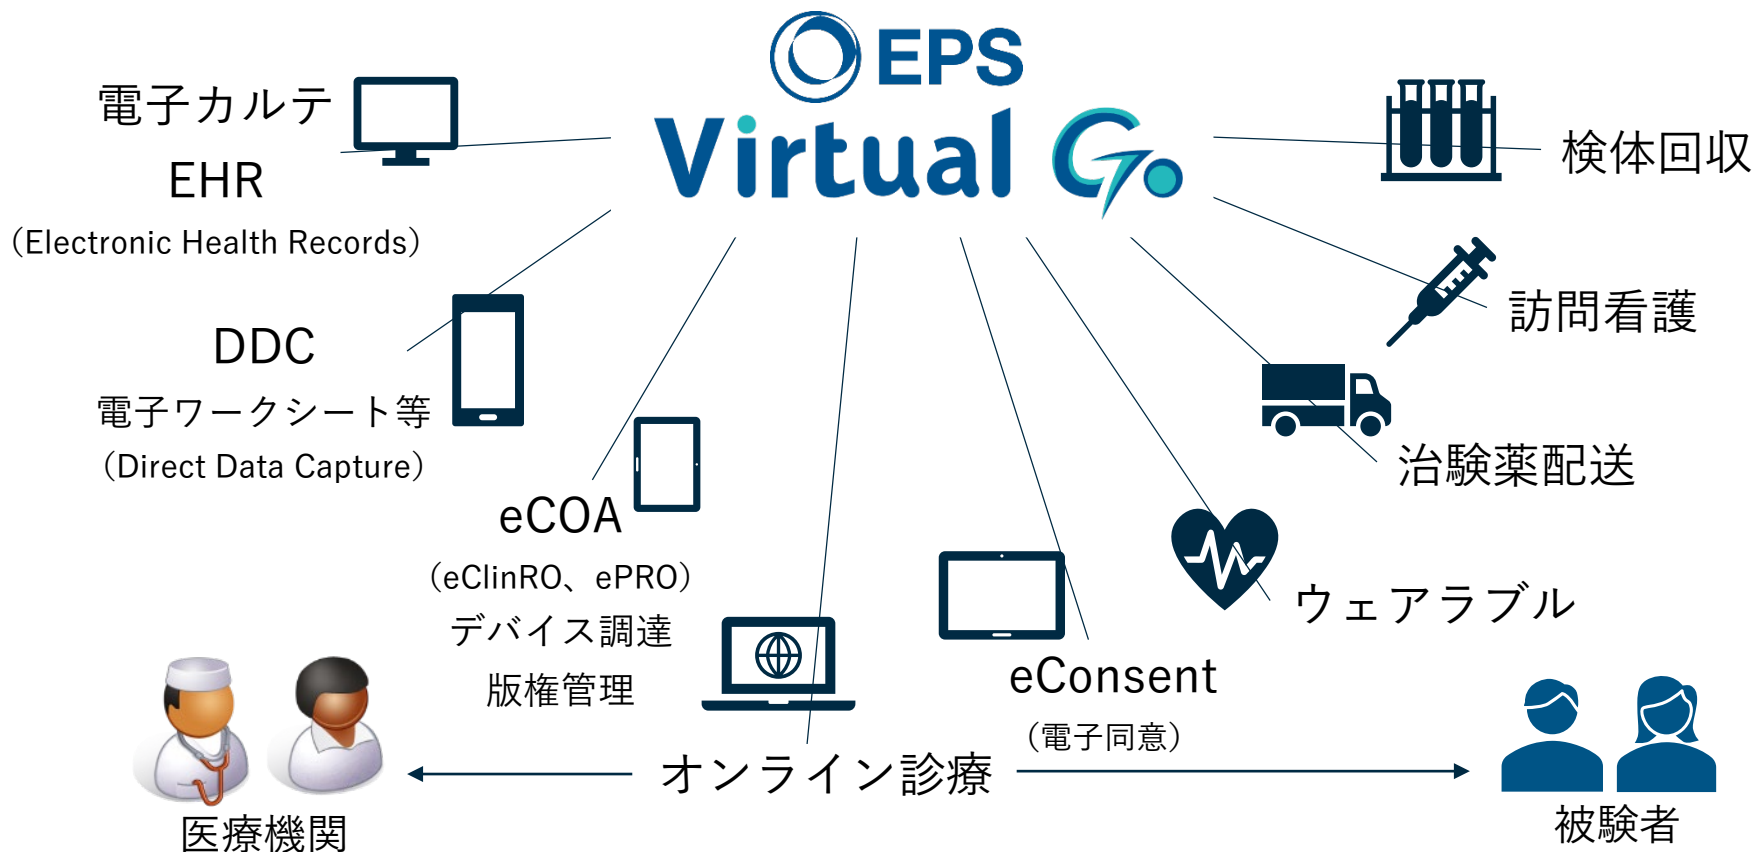 EPS
Virtual Go
電子カルテ
EHR
（Electronic Health Records）
DDC
電子ワークシート等
（Direct Data Capture）
eCOA
（eClinRO、ePRO）
デバイス調達
版権管理
オンライン診療
eConsent
（電子同意）
ウェアラブル
治験薬配送
訪問看護
検体回収
医療機関
被験者